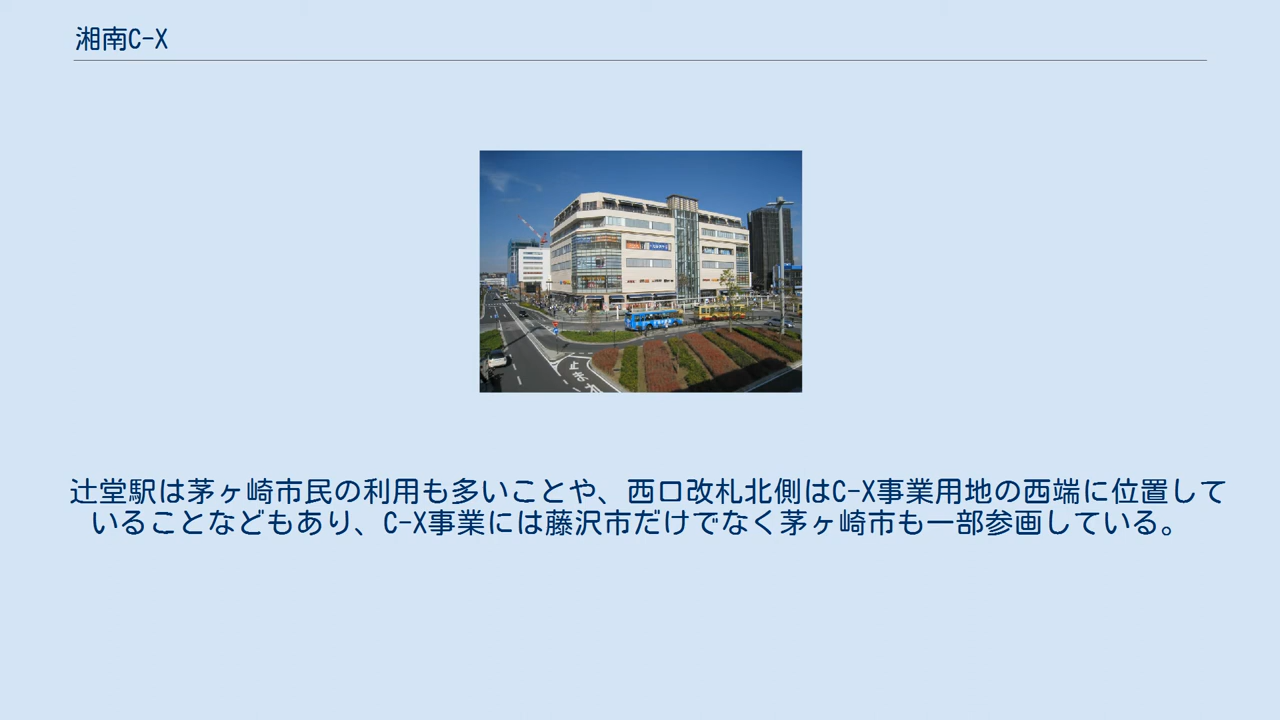 湘南C-X
辻堂駅は茅ヶ崎市民の利用も多いことや、西口改札北側はC-X事業用地の西端に位置して
いることなどもあり、C-X事業には藤沢市だけでなく茅ヶ崎市も一部参画している。